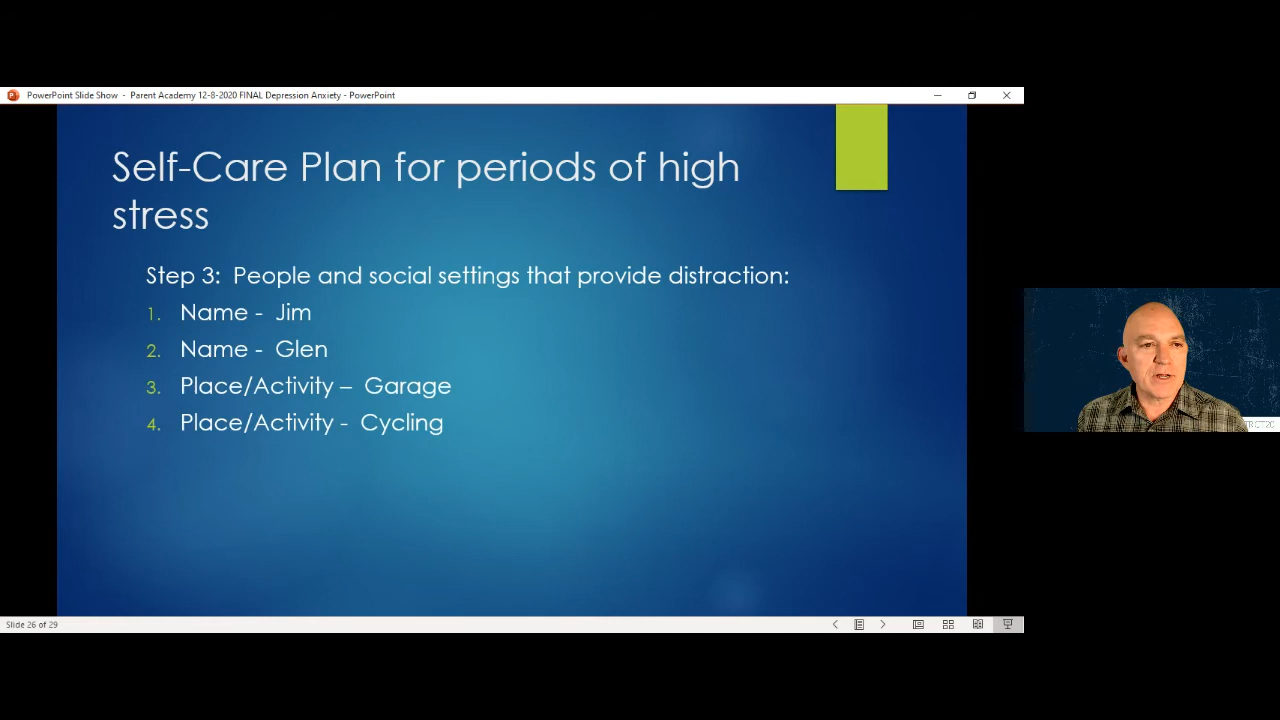 PowerPoint Slide Show - Parent Academy 12-8-2020 FINAL Depression Anxiety - PowerPoint
Self-Care Plan for periods of high
stress
Step 3: People and social settings that provide distraction:
1. Name - Jim
2. Name - Glen
3. Place/Activity – Garage
4. Place/Activity - Cycling
Slide 26 of 29